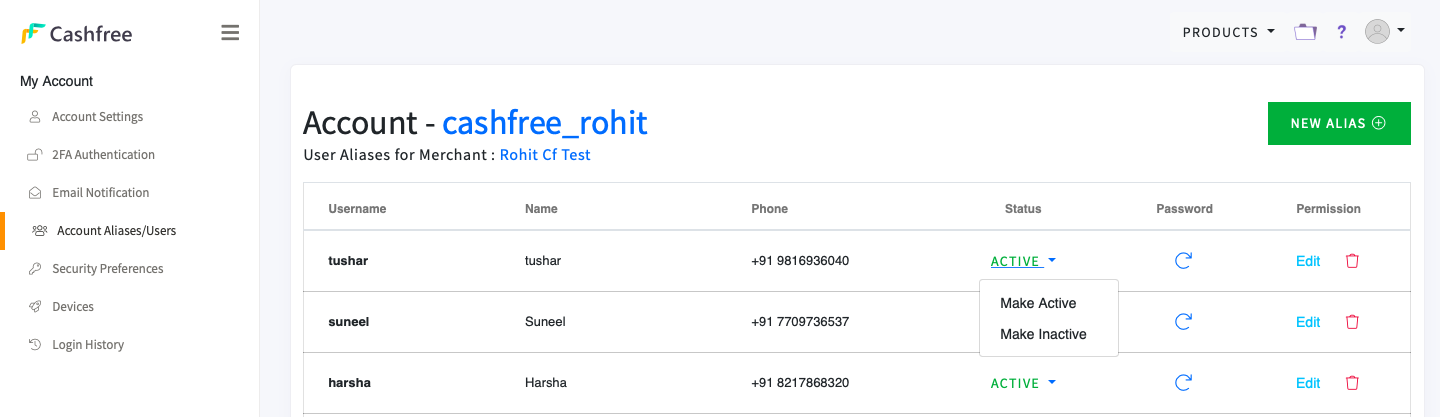 Cashfree
PRODUCTS
?
My Account
Account Settings
2FA Authentication
Email Notification
Account Aliases/Users
Security Preferences
Devices
Login History
Account - cashfree_rohit
NEW ALIAS
User Aliases for Merchant : Rohit Cf Test
Username Name Phone Status Password Permission
tushar tushar +91 9816936040 ACTIVE Edit
Make Active
suneel Suneel +91 7709736537 Edit
Make Inactive
harsha Harsha +91 8217868320 ACTIVE Edit